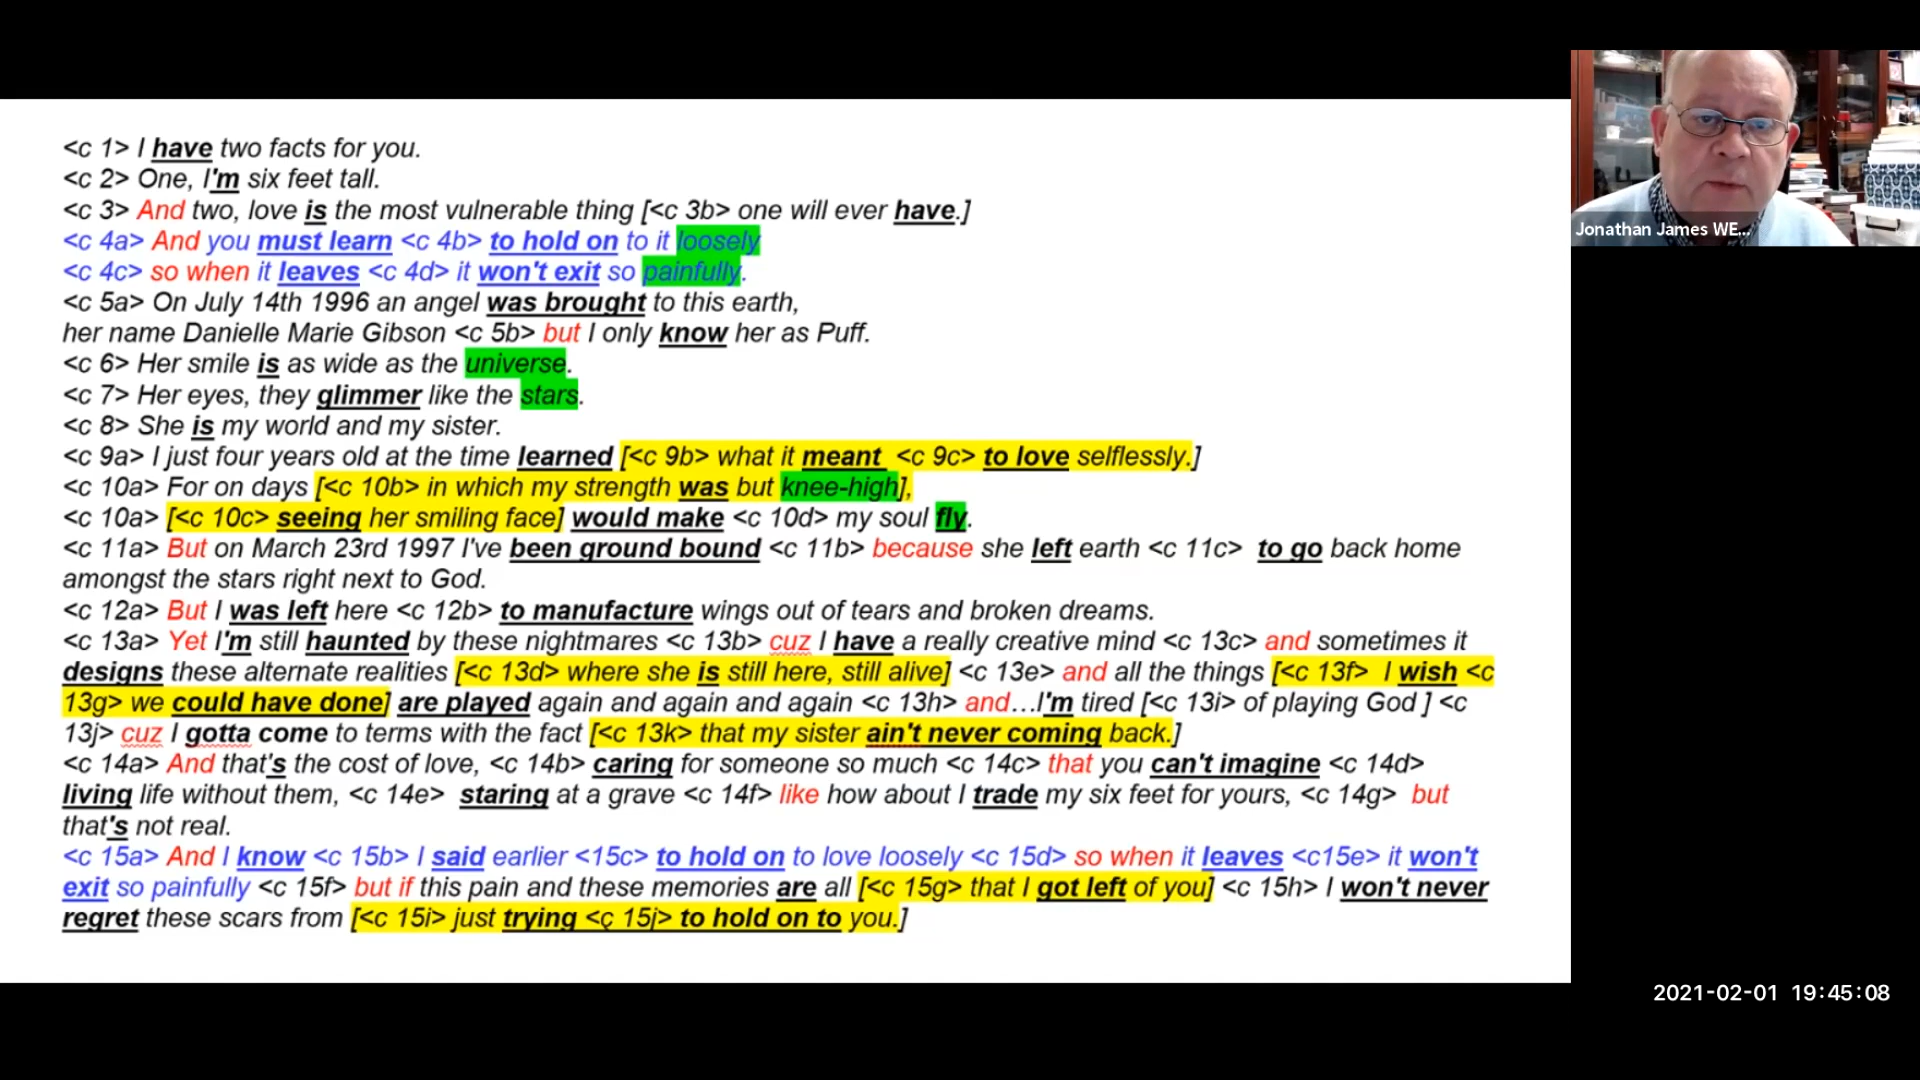 <c 1> I have two facts for you.
<c 2> One, I'm six feet tall.
<c 3> And two, love is the most vulnerable thing [<c 3b> one will ever have.]
<c 4a> And you must learn <c 4b> to hold on to it loosely
<c 4c> so when it leaves <c 4d> it won't exit so painfully.
<c 5a> On July 14th 1996 an angel was brought to this earth,
her name Danielle Marie Gibson <c 5b> but I only know her as Puff.
<c 6> Her smile is as wide as the universe.
<c 7> Her eyes, they glimmer like the stars.
<c 8> She is my world and my sister.
<c 9a> I just four years old at the time learned [<c 9b> what it meant <c 9c> to love selflessly.]
<c 10a> For on days [<c 10b> in which my strength was but knee-high],
<c 10a> [<c 10c> seeing her smiling face] would make <c 10d> my soul fly.
<c 11a> But on March 23rd 1997 I've been ground bound <c 11b> because she left earth <c 11c> to go back home
amongst the stars right next to God.
<c 12a> But I was left here <c 12b> to manufacture wings out of tears and broken dreams.
<c 13a> Yet I'm still haunted by these nightmares <c 13b> cuz I have a really creative mind <c 13c> and sometimes it
designs these alternate realities [<c 13d> where she is still here, still alive] <c 13e> and all the things [<c 13f> I wish <c
13g> we could have done] are played again and again and again <c 13h> and…I'm tired [<c 13i> of playing God ] <c
13j> cuz I gotta come to terms with the fact [<c 13k> that my sister ain't never coming back.]
<c 14a> And that's the cost of love, <c 14b> caring for someone so much <c 14c> that you can't imagine <c 14d>
living life without them, <c 14e> staring at a grave <c 14f> like how about I trade my six feet for yours, <c 14g> but
that's not real.
<c 15a> And I know <c 15b> I said earlier <15c> to hold on to love loosely <c 15d> so when it leaves <c15e> it won't
exit so painfully <c 15f> but if this pain and these memories are all [<c 15g> that I got left of you] <c 15h> I won't never
regret these scars from [<c 15i> just trying <c 15j> to hold on to you.]
Jonathan James WE...
2021-02-01 19:45:08